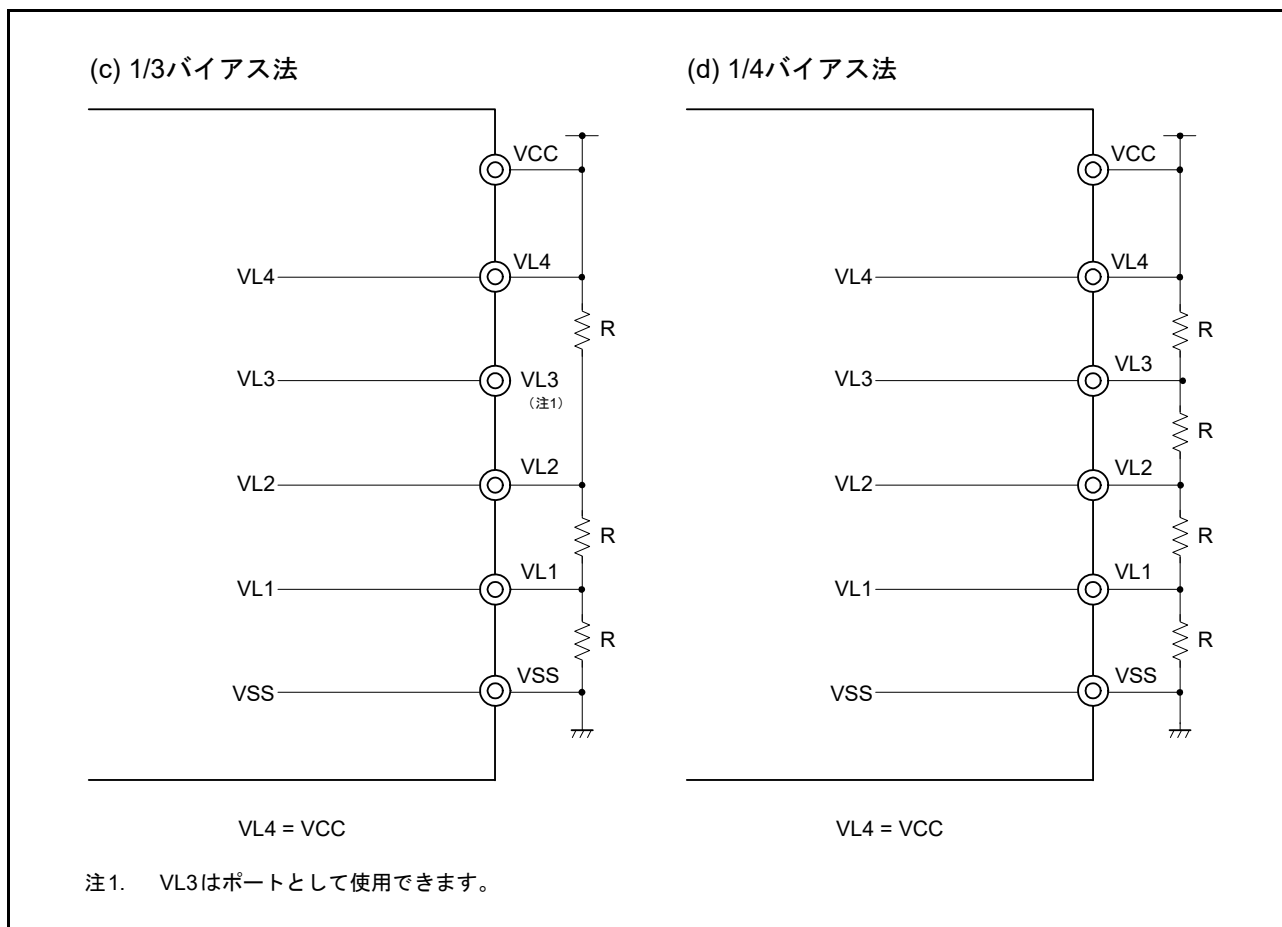 (c) 1/3バイアス法
VCC
VL4 VL4
R
VL3 VL3
（注1）
VL2 VL2
R
VL1 VL1
R
VSS VSS
VL4 = VCC
(d) 1/4バイアス法
VCC
VL4 VL4
R
VL3 VL3
R
VL2 VL2
R
VL1 VL1
R
VSS VSS
VL4 = VCC
注1. VL3はポートとして使用できます。